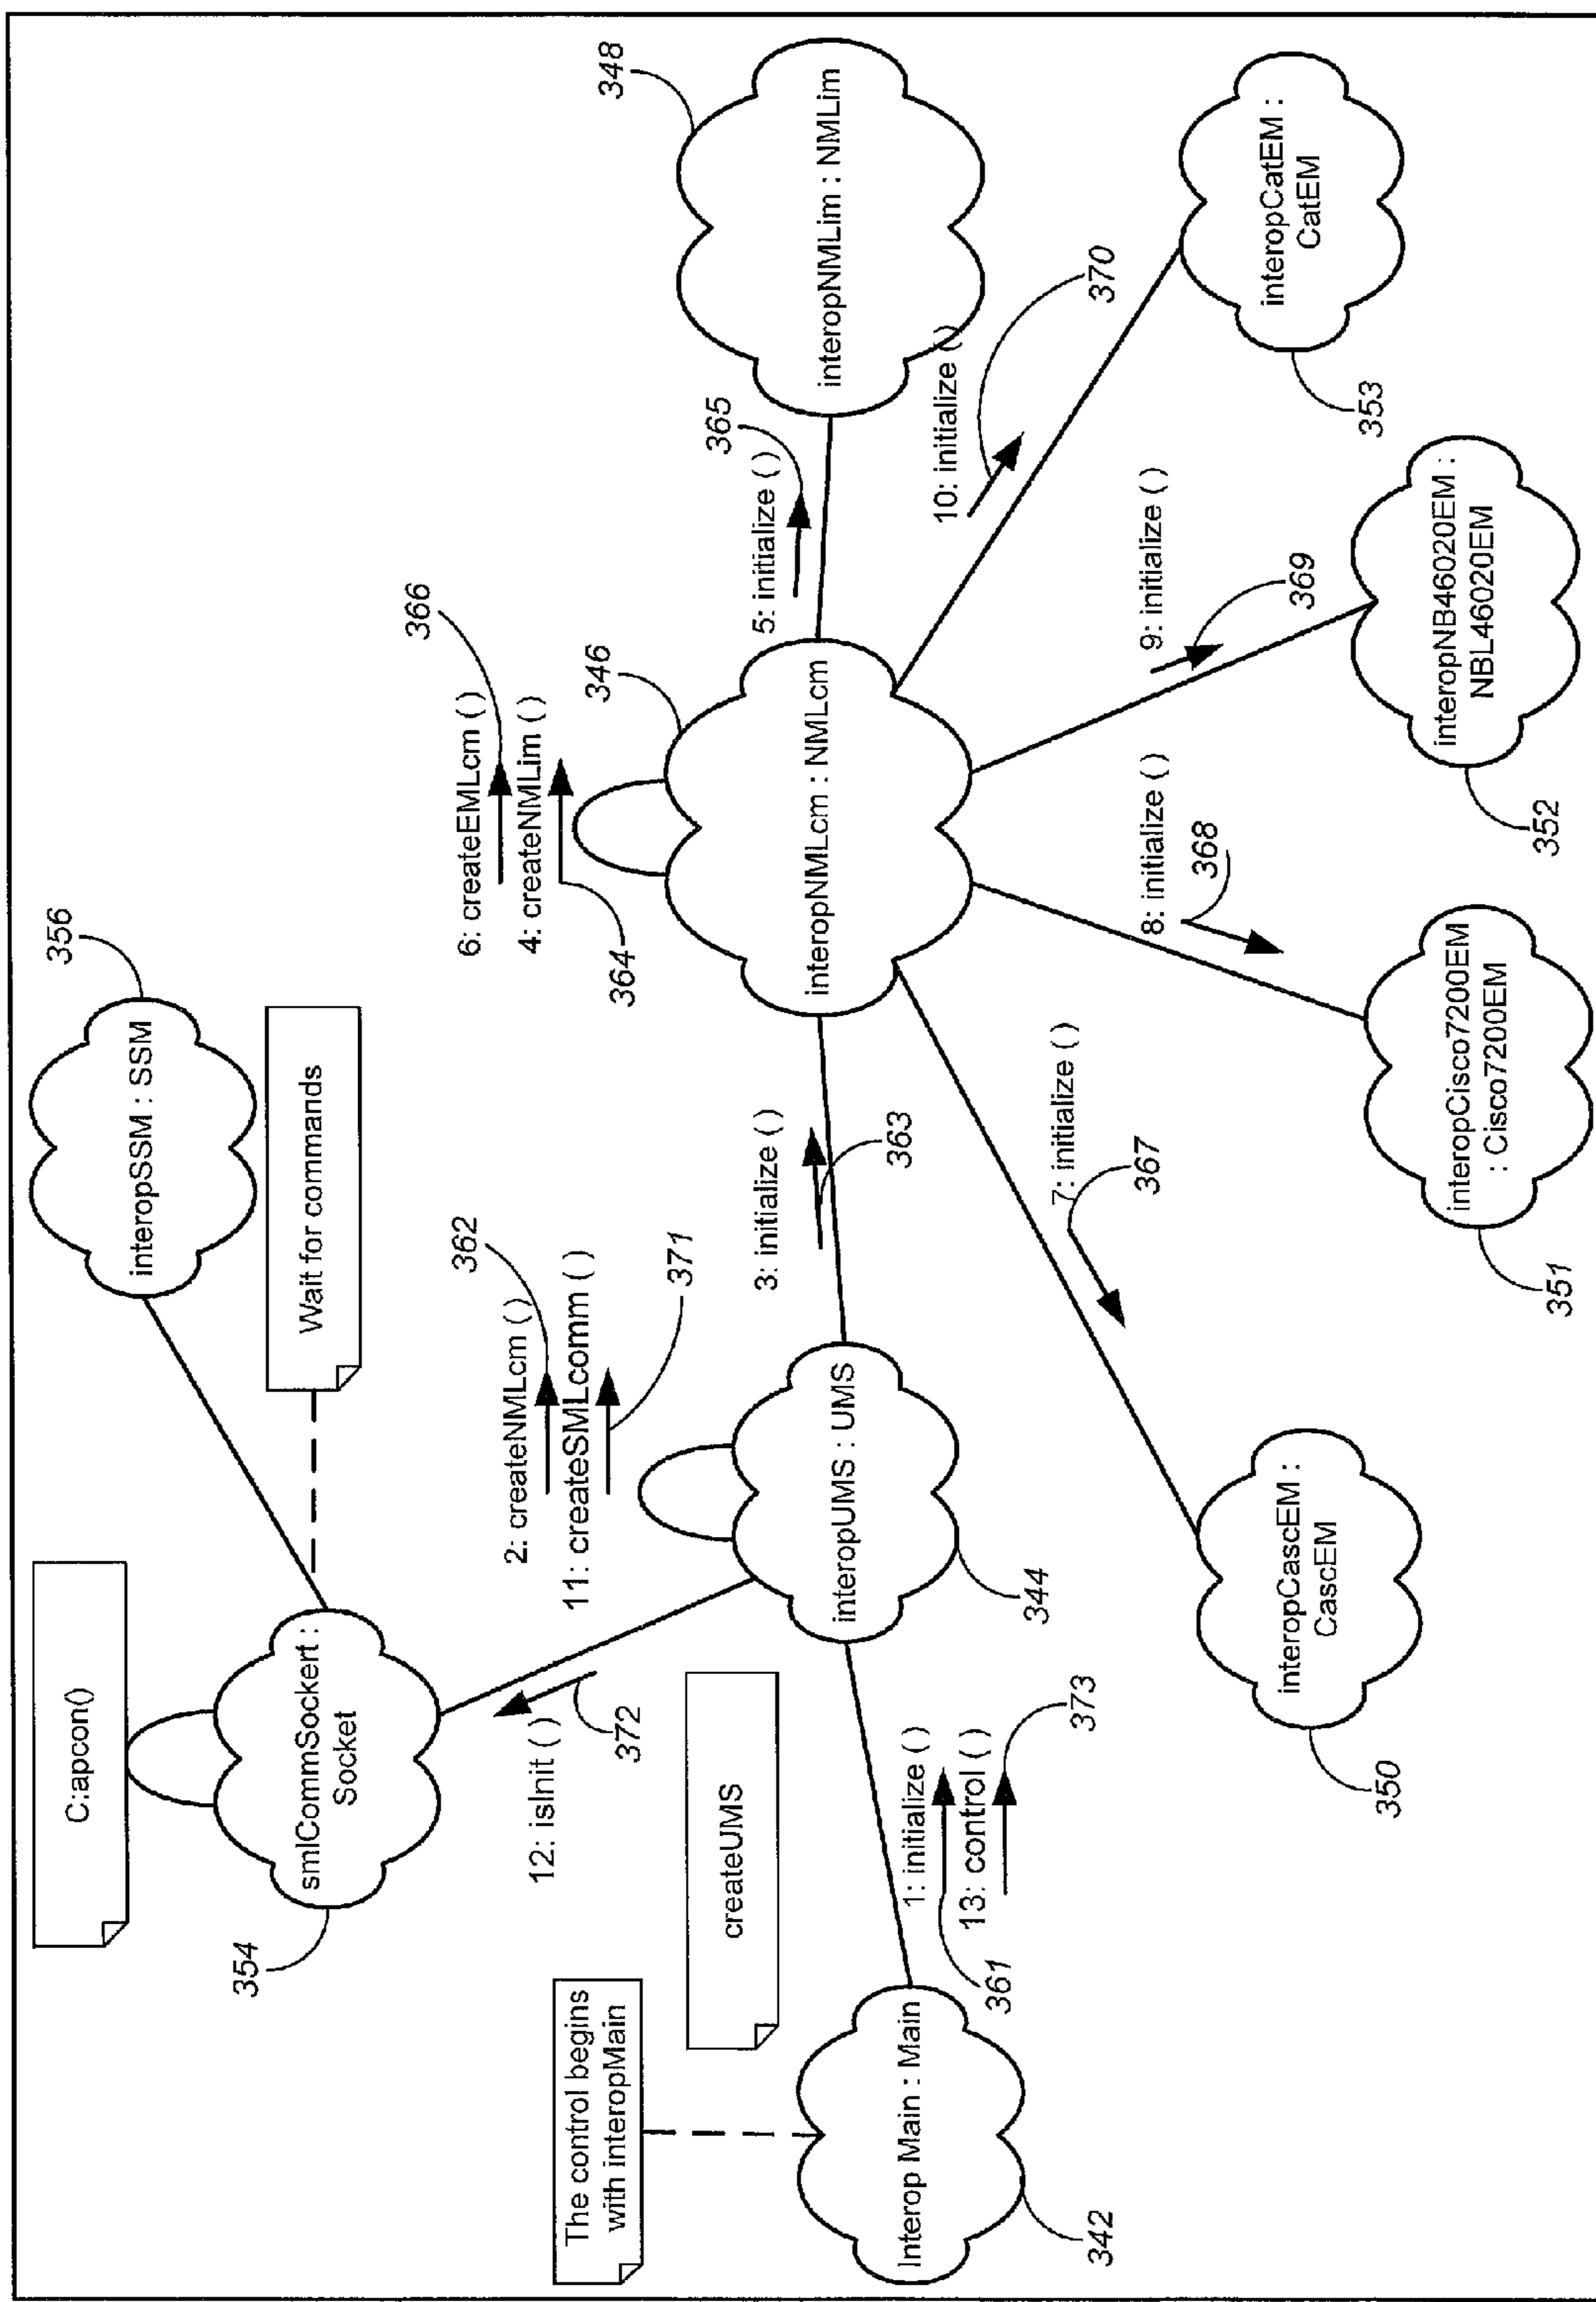 C:apcon()
354
smlCommSockert :
Socket
356
interopSSM : SSM
Wait for commands
12: isInit ( )
372
2: createNMLcm ( )
362
11: createSMLcomm ( )
371
6: createEMLcm ( )
366
4: createNMLim ( )
364
346
348
The control begins
with interopMain
createUMS
Interop Main : Main
342
1: initialize ( )
361
13: control ( )
373
interopUMS : UMS
344
3: initialize ( )
363
interopNMLcm : NMLcm
5: initialize ( )
365
interopNMLim : NMLim
7: initialize ( )
367
8: initialize ( )
368
9: initialize ( )
369
10: initialize ( )
370
interopCascEM :
CascEM
350
interopCisco7200EM
: Cisco7200EM
351
interopNB46020EM :
NBL46020EM
352
interopCatEM :
CatEM
353